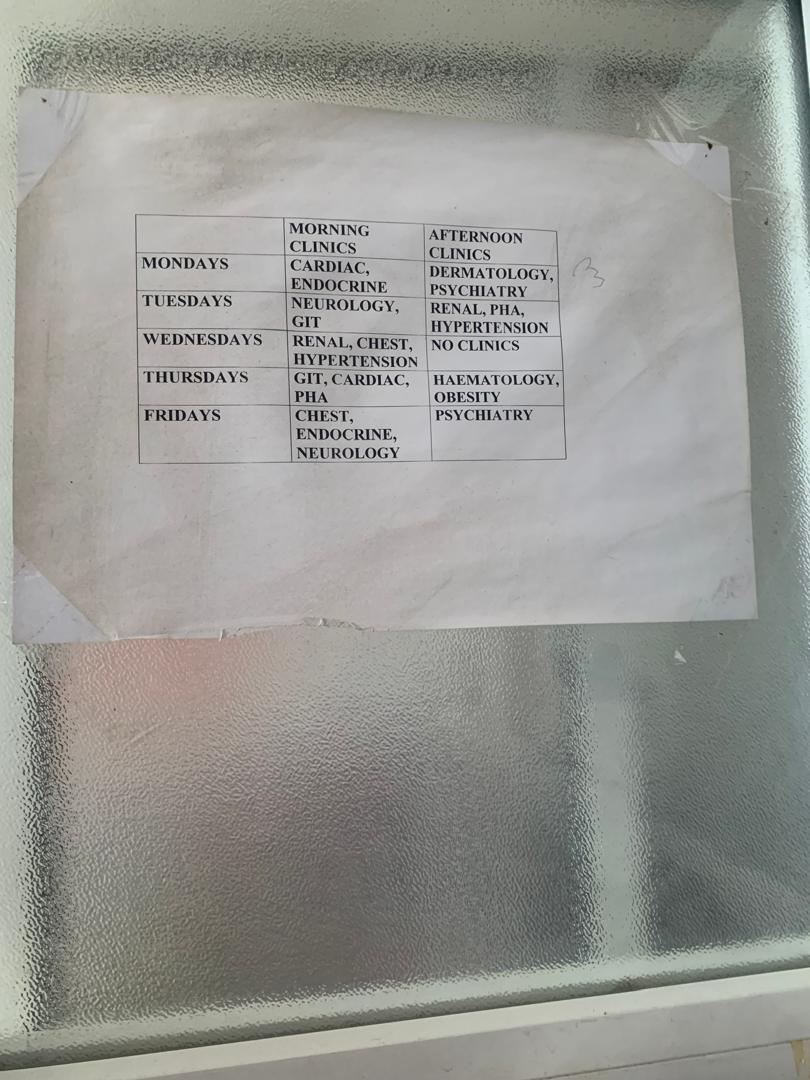 MORNING CLINICS AFTERNOON CLINICS
MONDAYS CARDIAC, ENDOCRINE DERMATOLOGY, PSYCHIATRY
TUESDAYS NEUROLOGY, GIT RENAL, PHA, HYPERTENSION
WEDNESDAYS RENAL, CHEST, HYPERTENSION NO CLINICS
THURSDAYS GIT, CARDIAC, PHA HAEMATOLOGY, OBESITY
FRIDAYS CHEST, ENDOCRINE, NEUROLOGY PSYCHIATRY